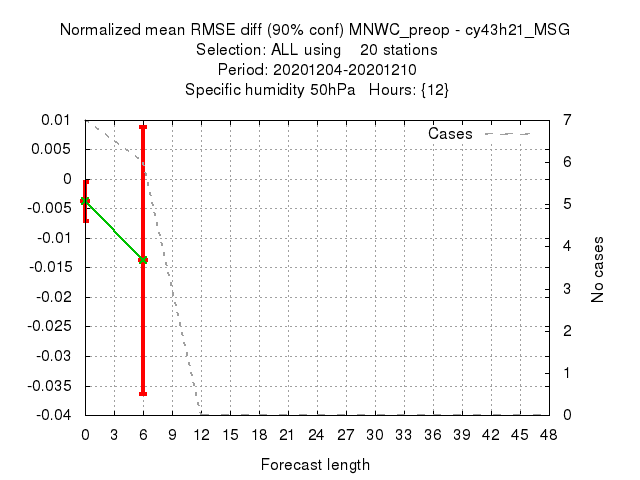 Normalized mean RMSE diff (90% conf) MNWC_preop - cy43h21_MSG
Selection: ALL using    20 stations
Period: 20201204-20201210
Specific humidity 50hPa   Hours: {12}
Cases
0.01
0.005
0
-0.005
-0.01
-0.015
-0.02
-0.025
-0.03
-0.035
-0.04
7
6
5
4
3
2
1
0
No cases
0 3 6 9 12 15 18 21 24 27 30 33 36 39 42 45 48
Forecast length